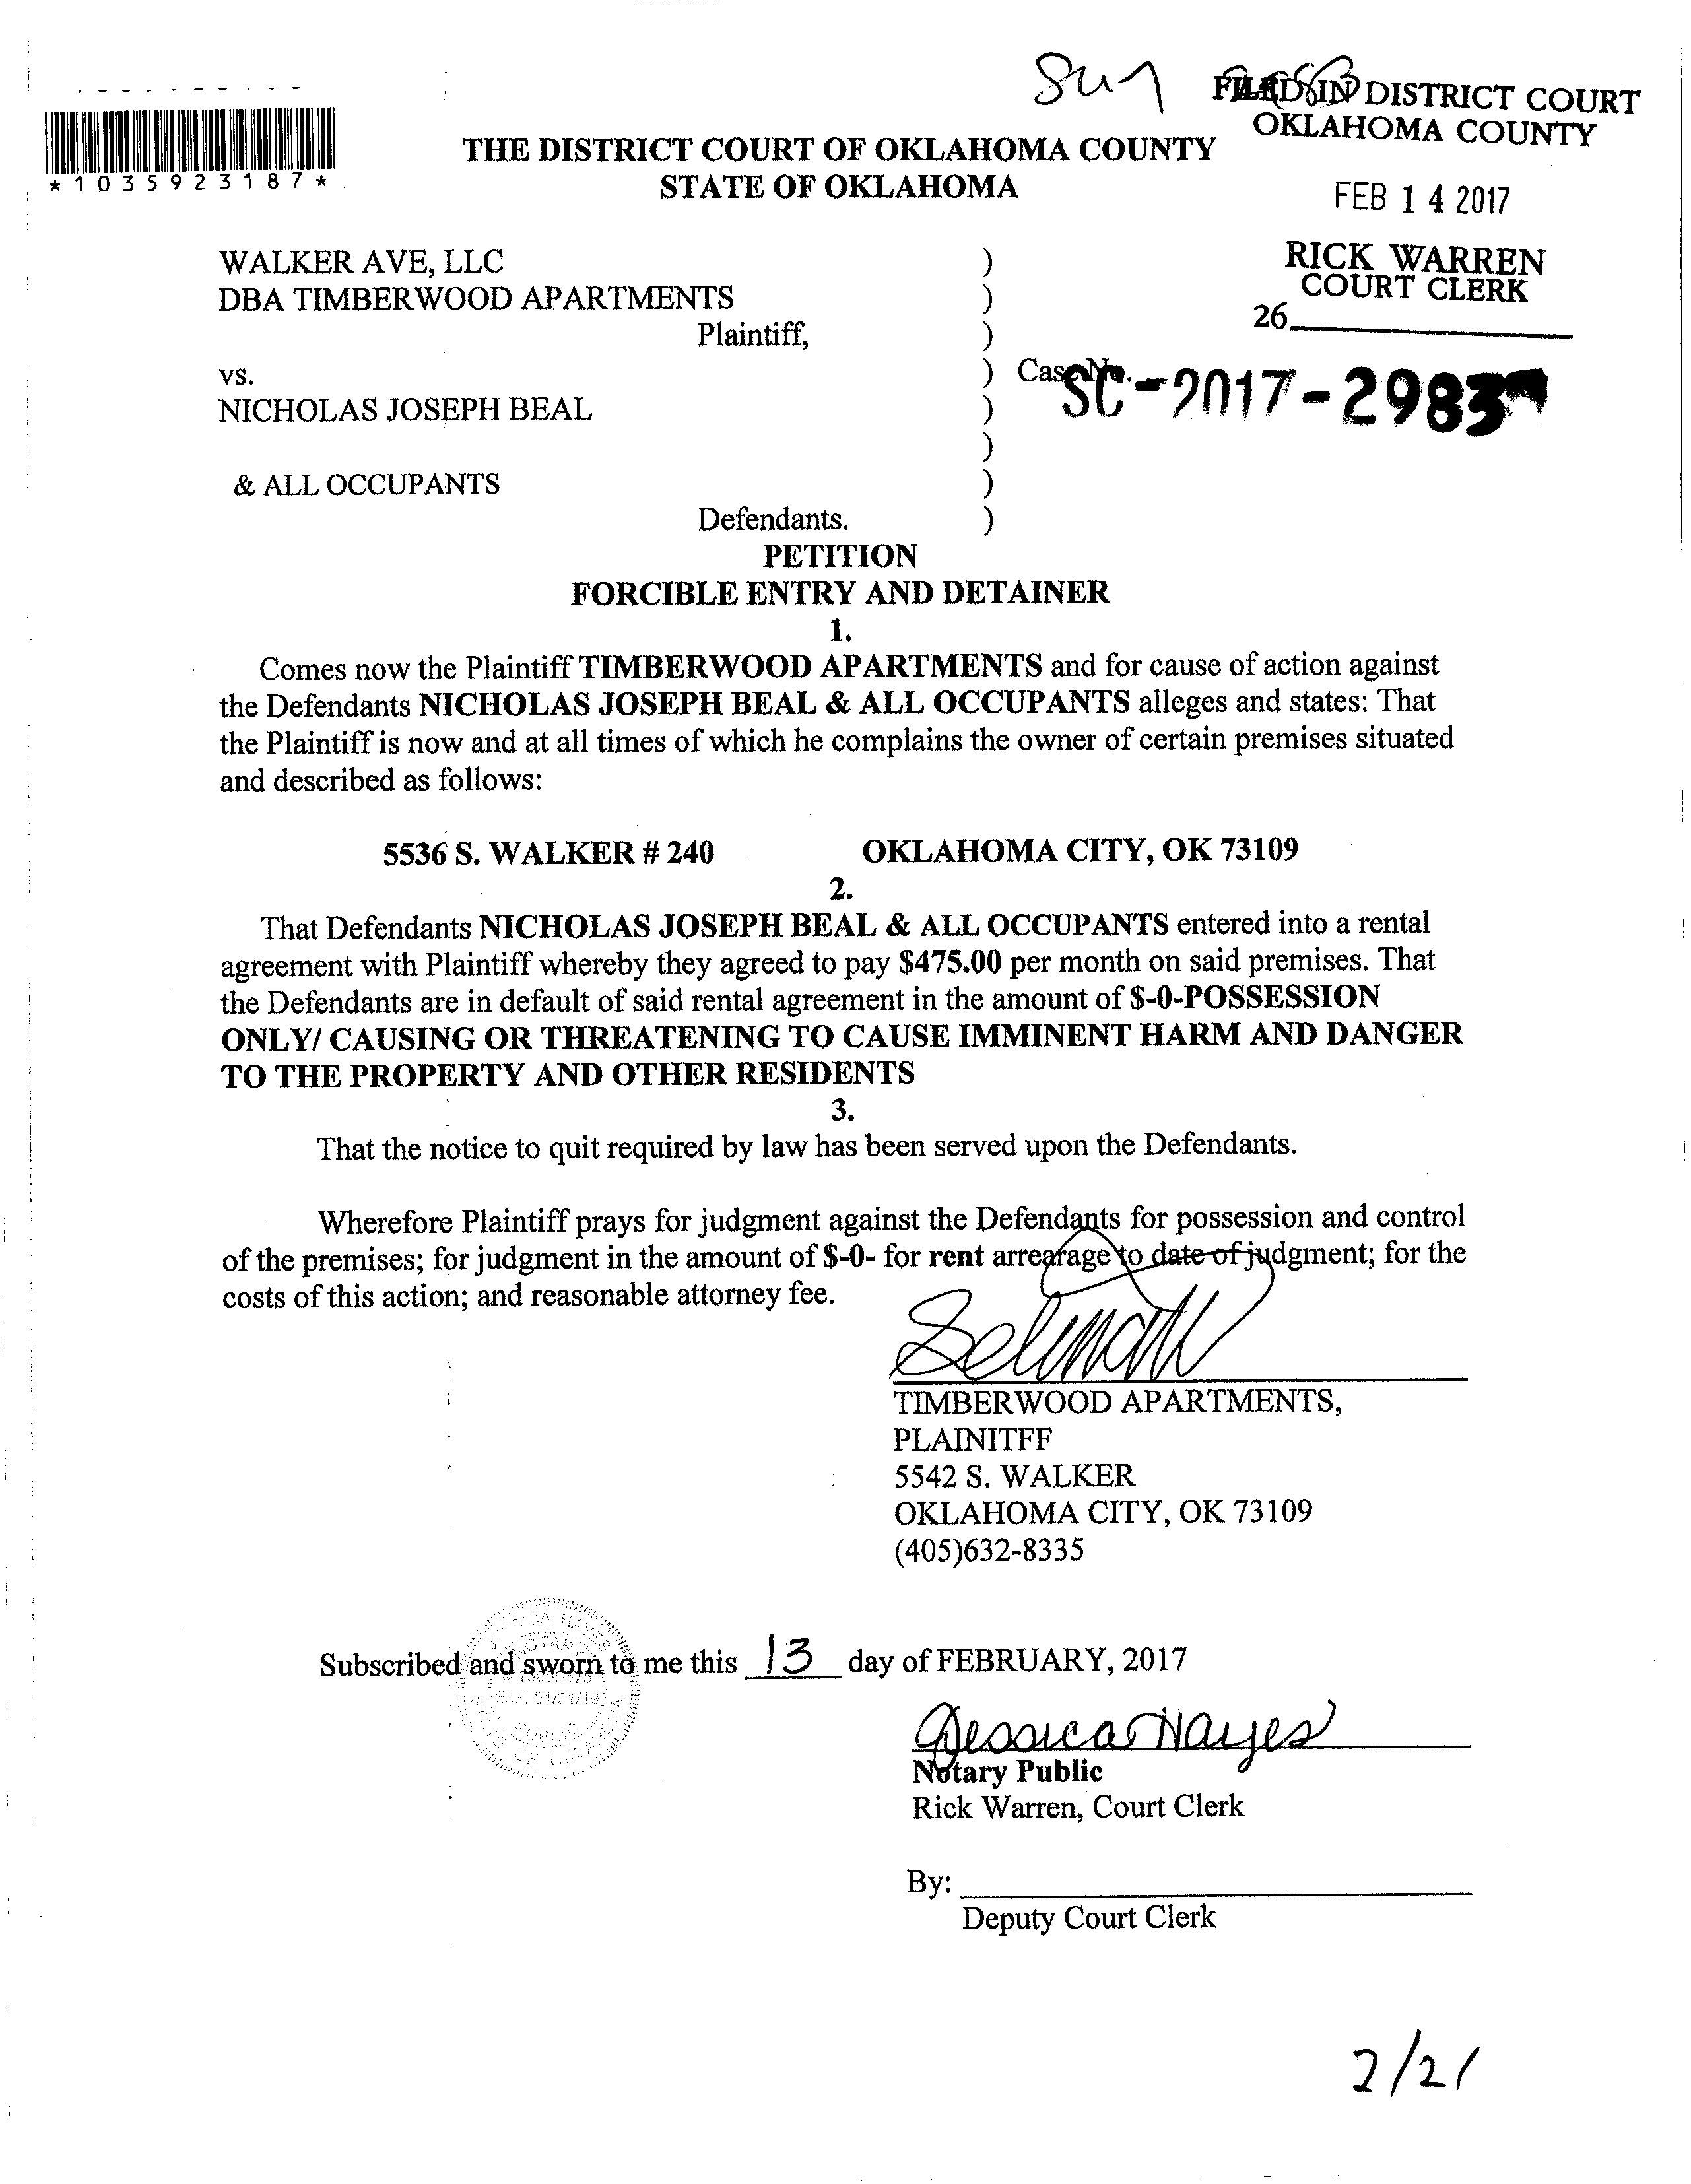 FILED IN DISTRICT COURT
OKLAHOMA COUNTY
*1035923187*
THE DISTRICT COURT OF OKLAHOMA COUNTY
STATE OF OKLAHOMA
FEB 14 2017
RICK WARREN
COURT CLERK
26
WALKER AVE, LLC )
DBA TIMBERWOOD APARTMENTS )
Plaintiff, )
vs. ) Case No.
SC-2017-2983
NICHOLAS JOSEPH BEAL )
)
& ALL OCCUPANTS )
Defendants. )
PETITION
FORCIBLE ENTRY AND DETAINER
1.
Comes now the Plaintiff TIMBERWOOD APARTMENTS and for cause of action against
the Defendants NICHOLAS JOSEPH BEAL & ALL OCCUPANTS alleges and states: That
the Plaintiff is now and at all times of which he complains the owner of certain premises situated
and described as follows:
5536 S. WALKER # 240 OKLAHOMA CITY, OK 73109
2.
That Defendants NICHOLAS JOSEPH BEAL & ALL OCCUPANTS entered into a rental
agreement with Plaintiff whereby they agreed to pay $475.00 per month on said premises. That
the Defendants are in default of said rental agreement in the amount of $-0-POSSESSION
ONLY/ CAUSING OR THREATENING TO CAUSE IMMINENT HARM AND DANGER
TO THE PROPERTY AND OTHER RESIDENTS
3.
That the notice to quit required by law has been served upon the Defendants.
Wherefore Plaintiff prays for judgment against the Defendants for possession and control
of the premises; for judgment in the amount of $-0- for rent arrearage to date of judgment; for the
costs of this action; and reasonable attorney fee.
TIMBERWOOD APARTMENTS,
PLAINITFF
5542 S. WALKER
OKLAHOMA CITY, OK 73109
(405)632-8335
Subscribed and sworn to me this 13 day of FEBRUARY, 2017
Jessica Hayes
Notary Public
Rick Warren, Court Clerk
By:
Deputy Court Clerk
2/21